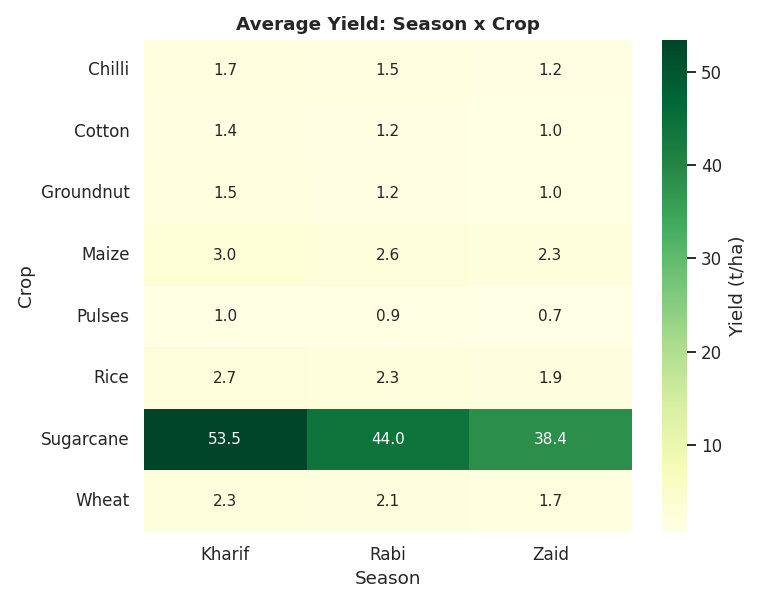 Average Yield: Season x Crop
Chilli 1.7 1.5 1.2
Cotton 1.4 1.2 1.0
Groundnut 1.5 1.2 1.0
Maize 3.0 2.6 2.3
Pulses 1.0 0.9 0.7
Rice 2.7 2.3 1.9
Sugarcane 53.5 44.0 38.4
Wheat 2.3 2.1 1.7
Kharif Rabi Zaid
Season
Crop
50
40
30
20
10
Yield (t/ha)